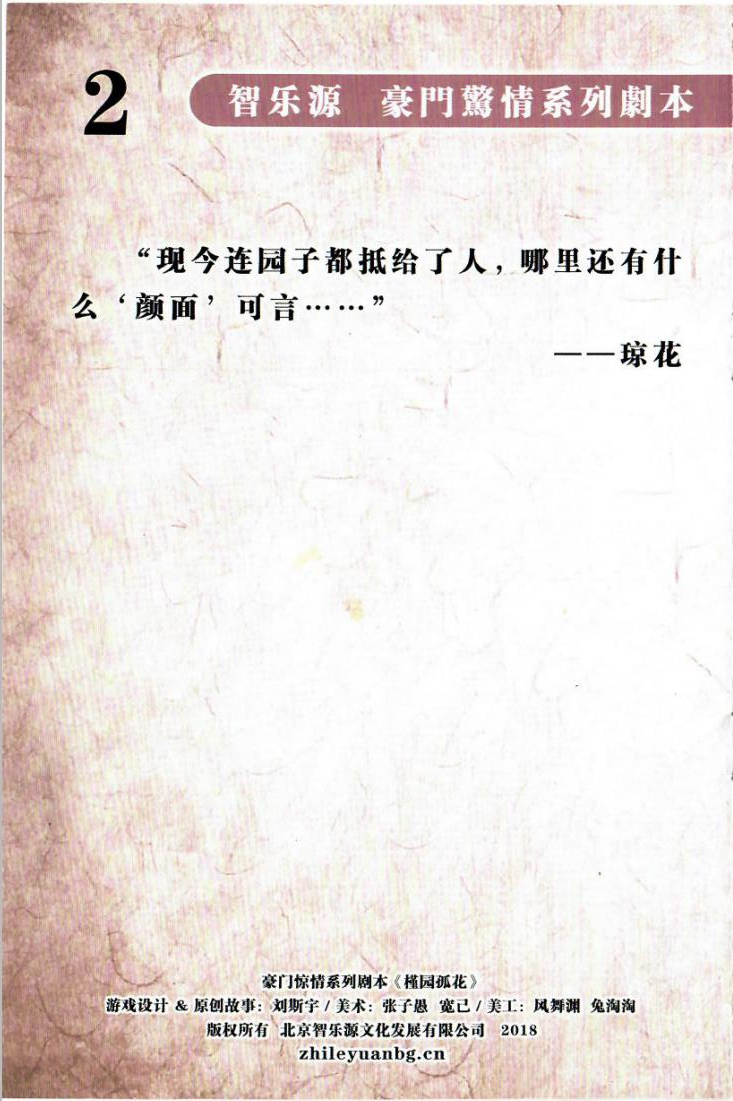 2
智乐源 豪門驚情系列劇本
“现今连园子都抵给了人，哪里还有什
么‘颜面’可言……”
——琼花
豪门惊情系列剧本《槿园孤花》
游戏设计 & 原创故事：刘斯宇 / 美术：张子愚 宽己 / 美工：风舞渊 兔淘淘
版权所有 北京智乐源文化发展有限公司 2018
zhileyuanbg.cn